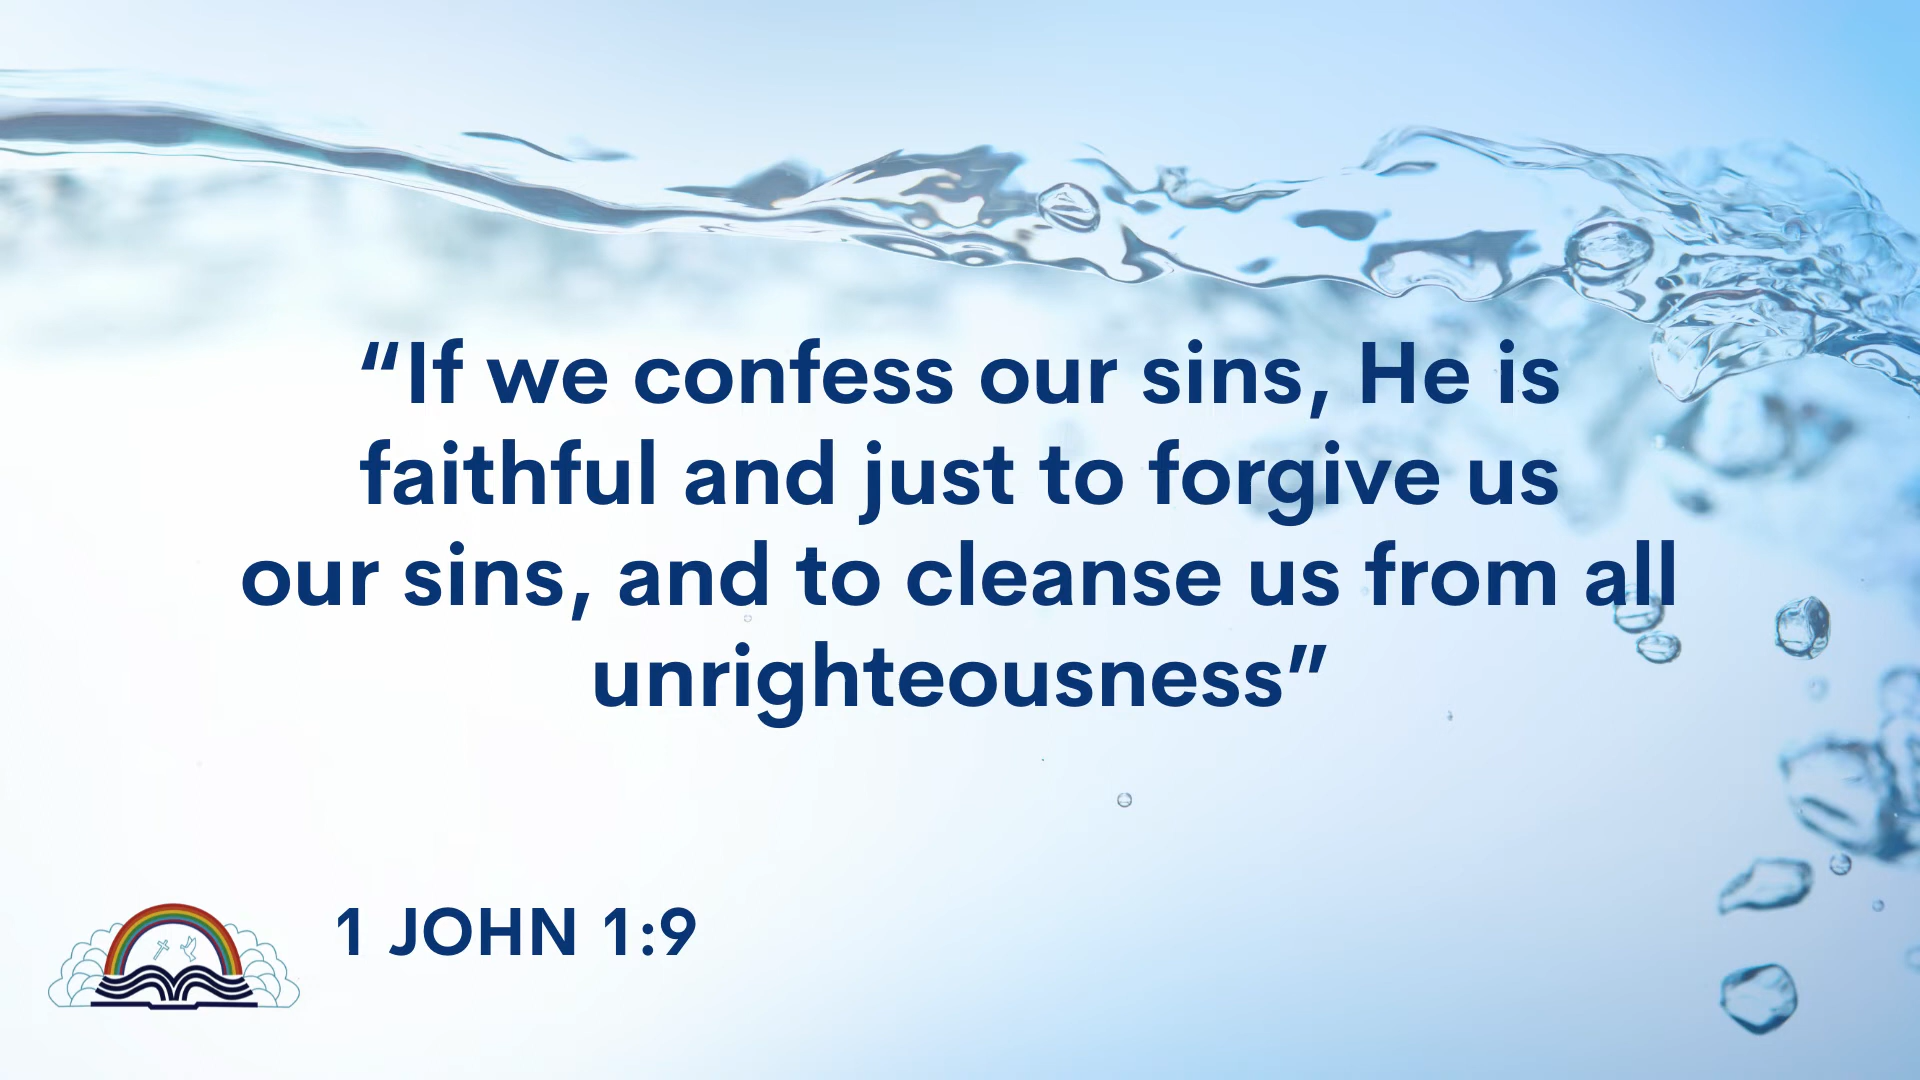 “If we confess our sins, He is
faithful and just to forgive us
our sins, and to cleanse us from all
unrighteousness”
1 JOHN 1:9